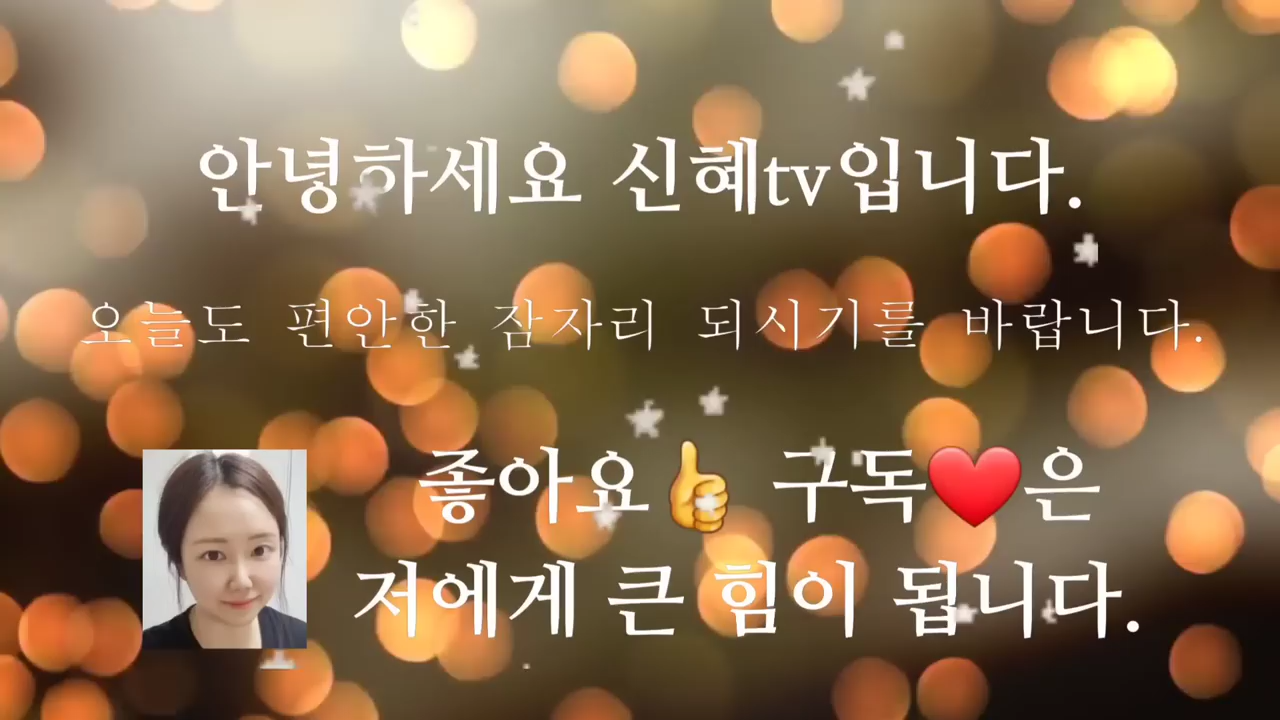 안녕하세요 신혜tv입니다.
오늘도 편안한 잠자리 되시기를 바랍니다.
좋아요👍 구독❤️은
저에게 큰 힘이 됩니다.